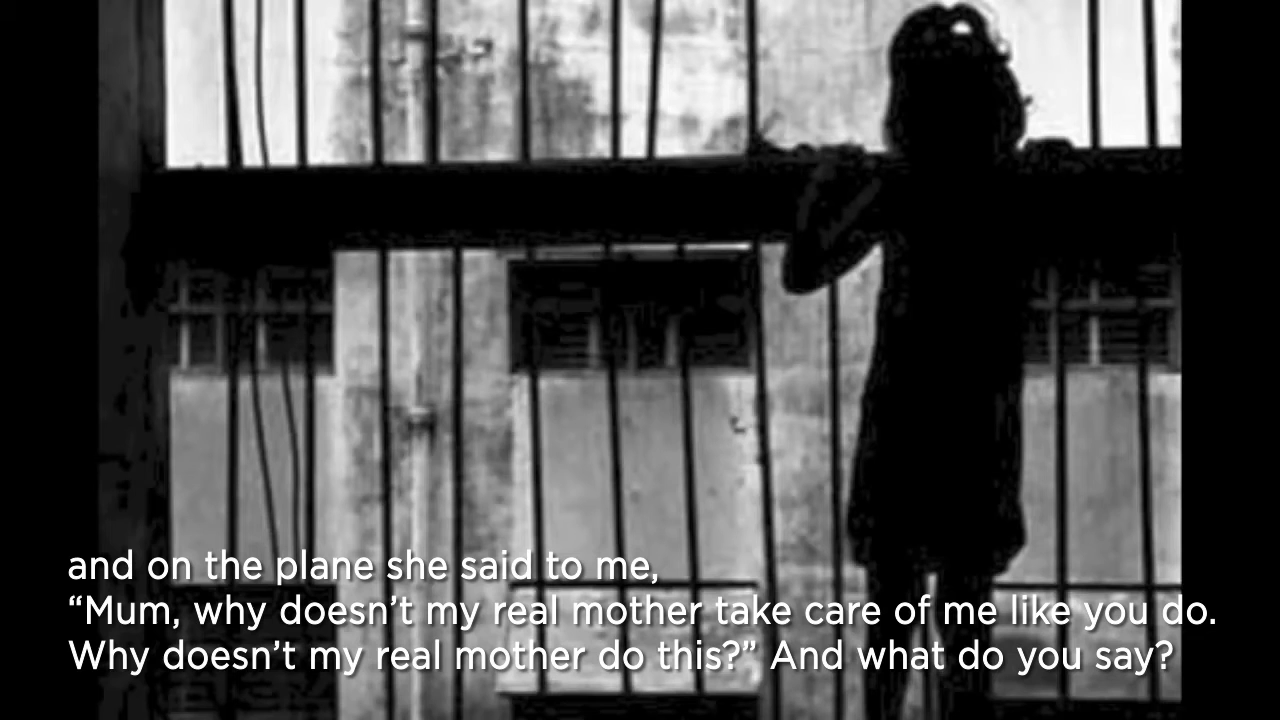 and on the plane she said to me,
“Mum, why doesn’t my real mother take care of me like you do.
Why doesn’t my real mother do this?” And what do you say?